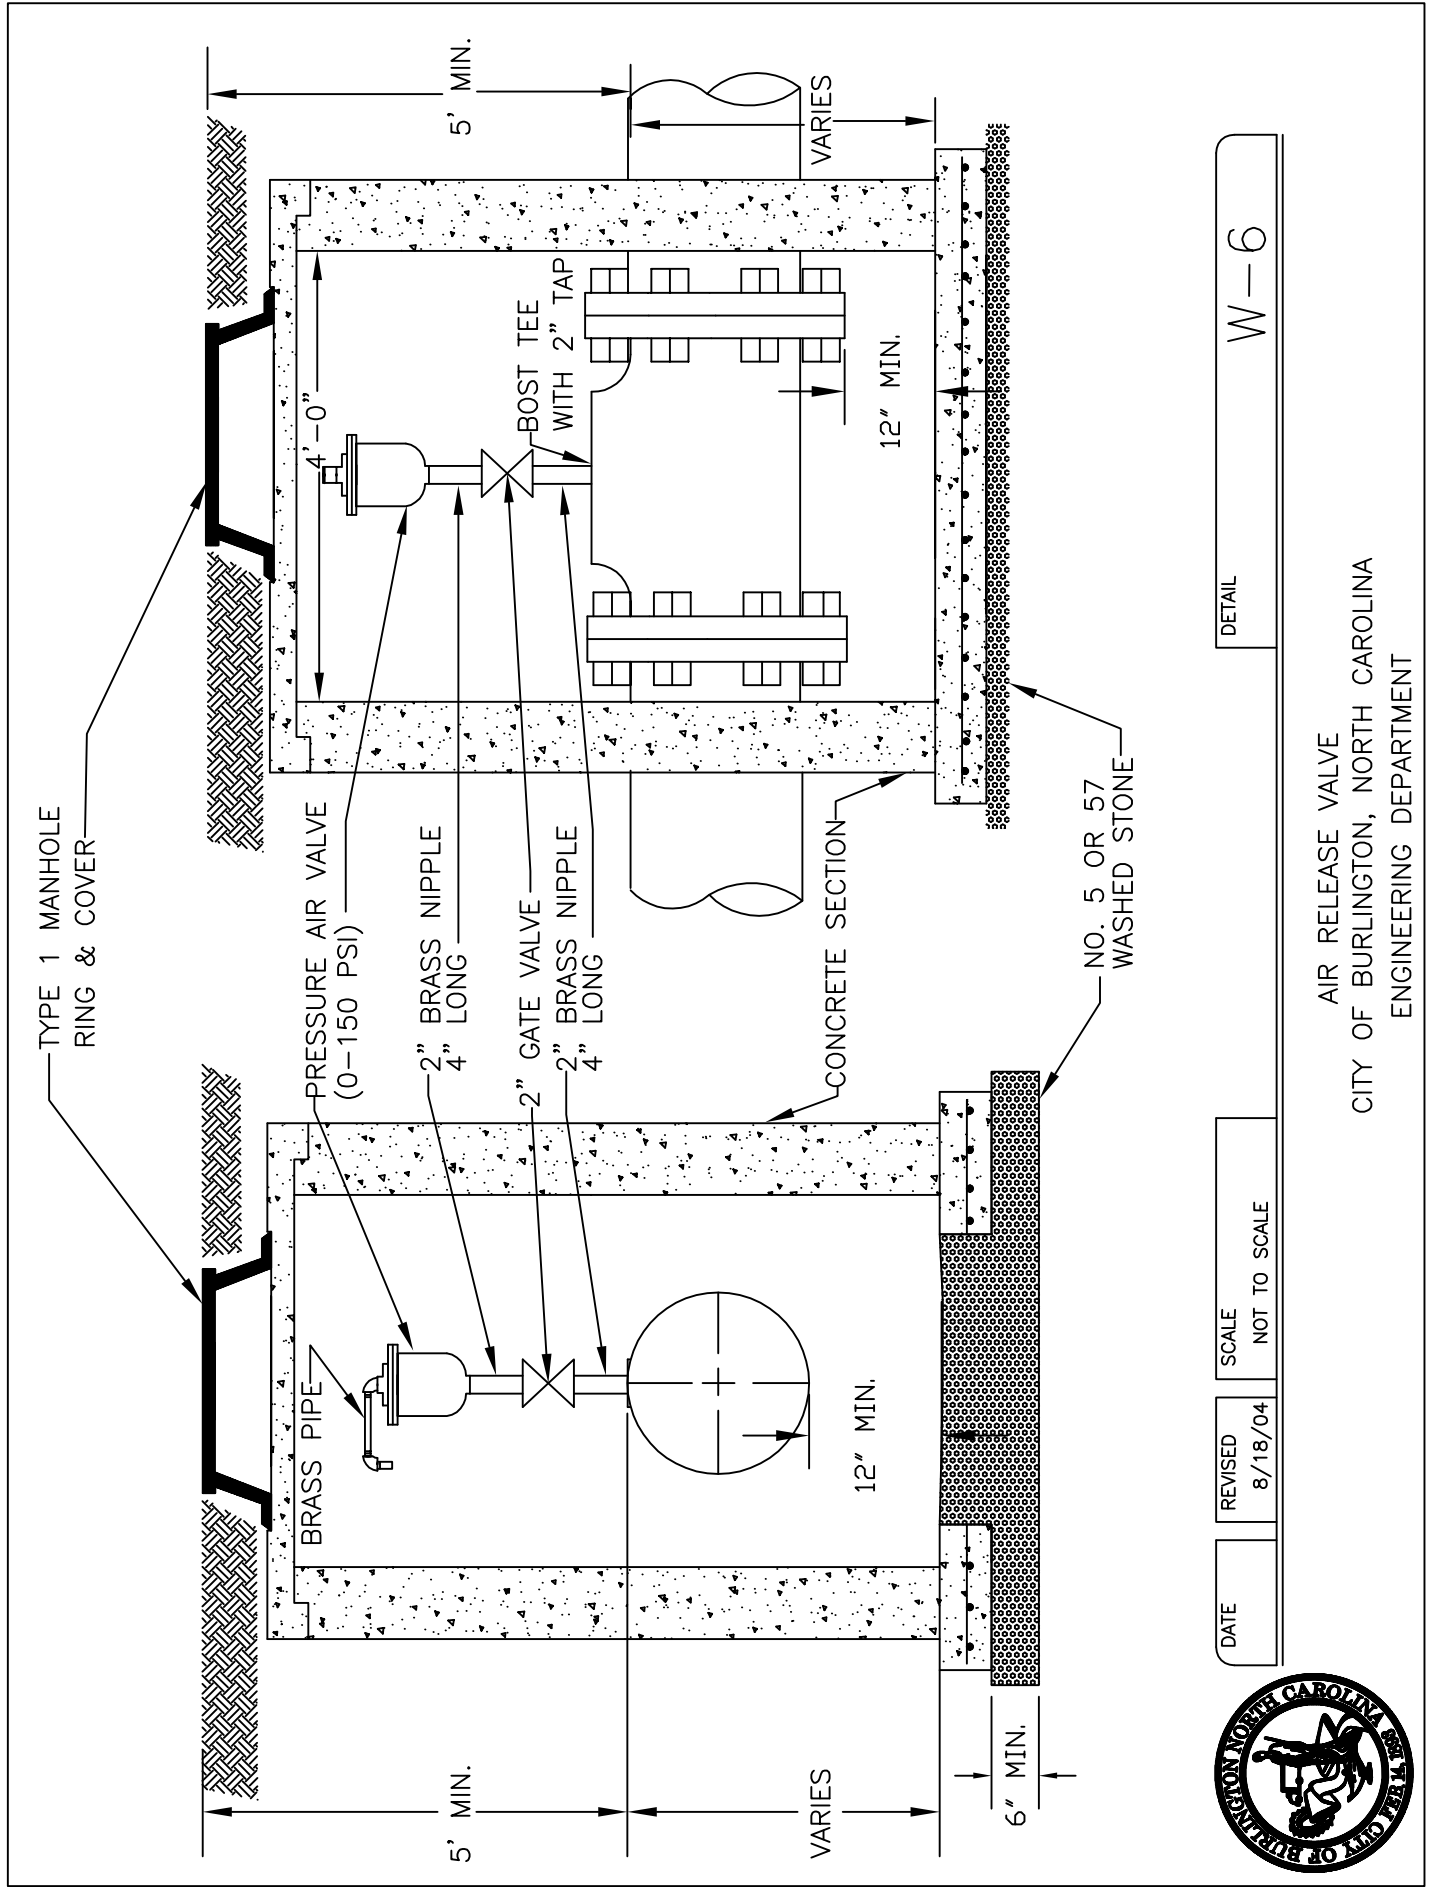 TYPE 1 MANHOLE
RING & COVER
BRASS PIPE
PRESSURE AIR VALVE
(0-150 PSI)
2" BRASS NIPPLE
4" LONG
2" GATE VALVE
2" BRASS NIPPLE
4" LONG
CONCRETE SECTION
NO. 5 OR 57
WASHED STONE
5' MIN.
VARIES
6" MIN.
12" MIN.
4'-0"
BOST TEE
WITH 2" TAP
12" MIN.
5' MIN.
VARIES
DATE
REVISED
8/18/04
SCALE
NOT TO SCALE
DETAIL
W-6
AIR RELEASE VALVE
CITY OF BURLINGTON, NORTH CAROLINA
ENGINEERING DEPARTMENT
CITY OF BURLINGTON NORTH CAROLINA
FEB 14, 1893